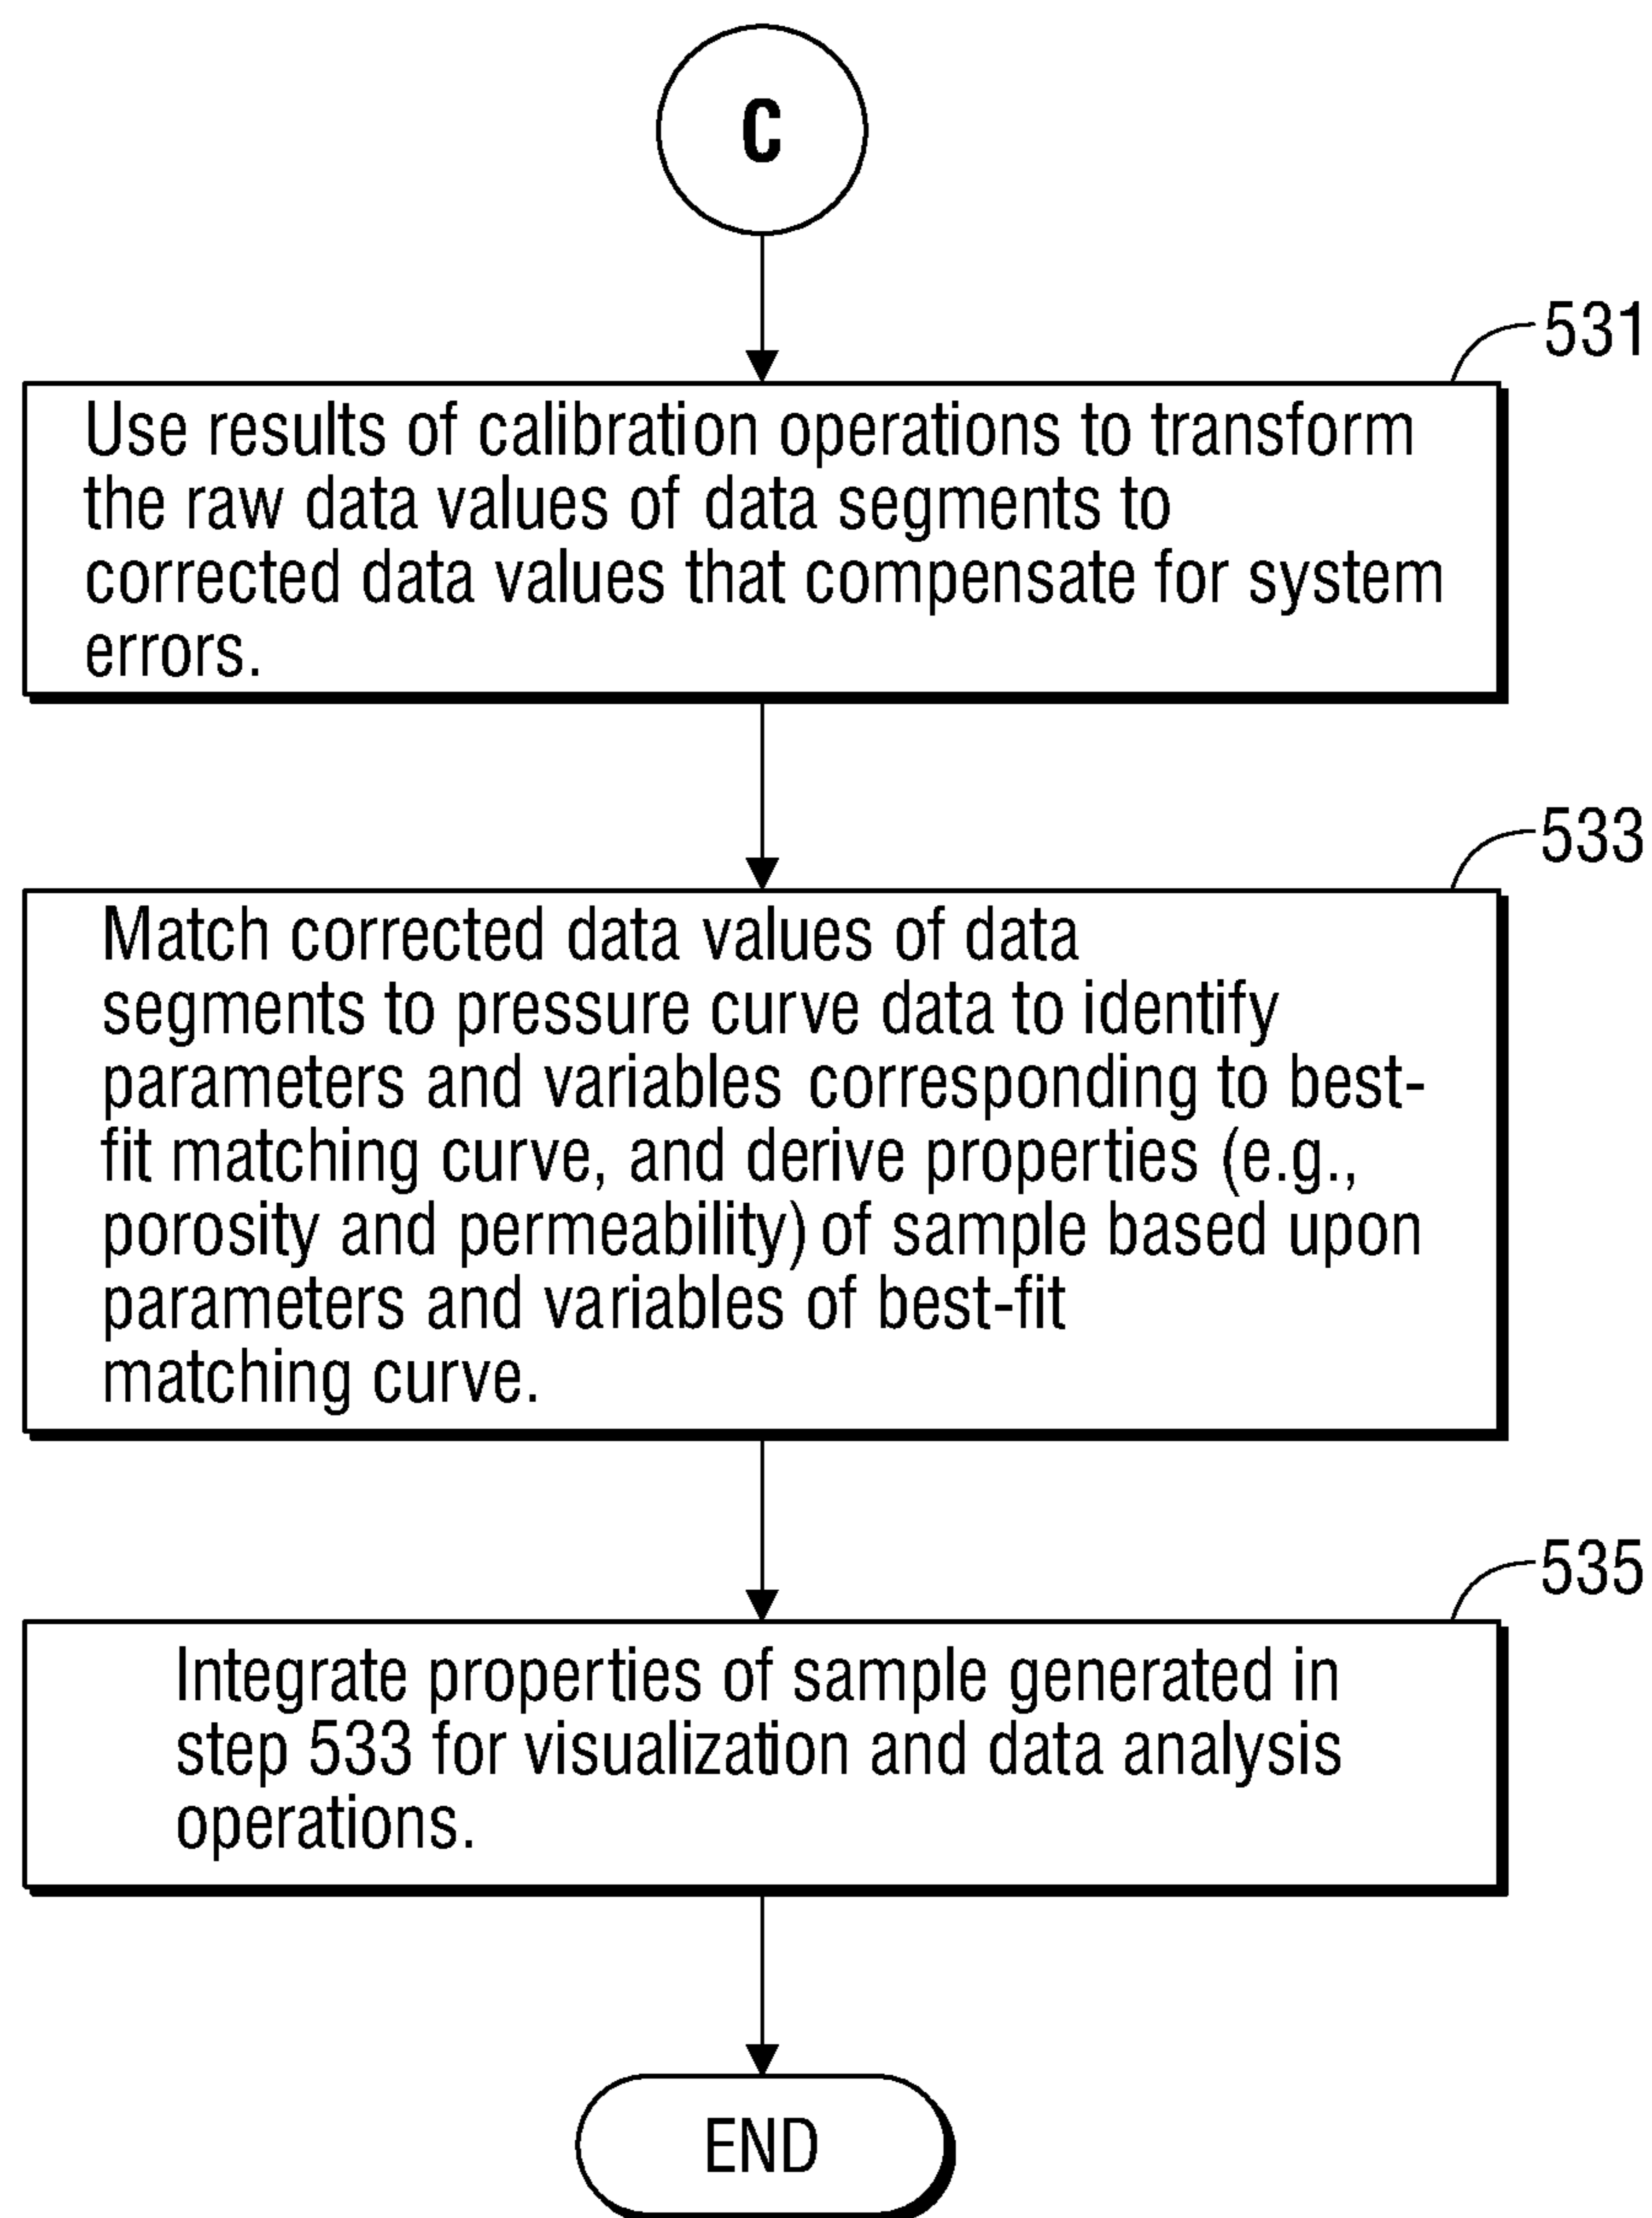 C
531
Use results of calibration operations to transform
the raw data values of data segments to
corrected data values that compensate for system
errors.
533
Match corrected data values of data
segments to pressure curve data to identify
parameters and variables corresponding to best-
fit matching curve, and derive properties (e.g.,
porosity and permeability) of sample based upon
parameters and variables of best-fit
matching curve.
535
Integrate properties of sample generated in
step 533 for visualization and data analysis
operations.
END